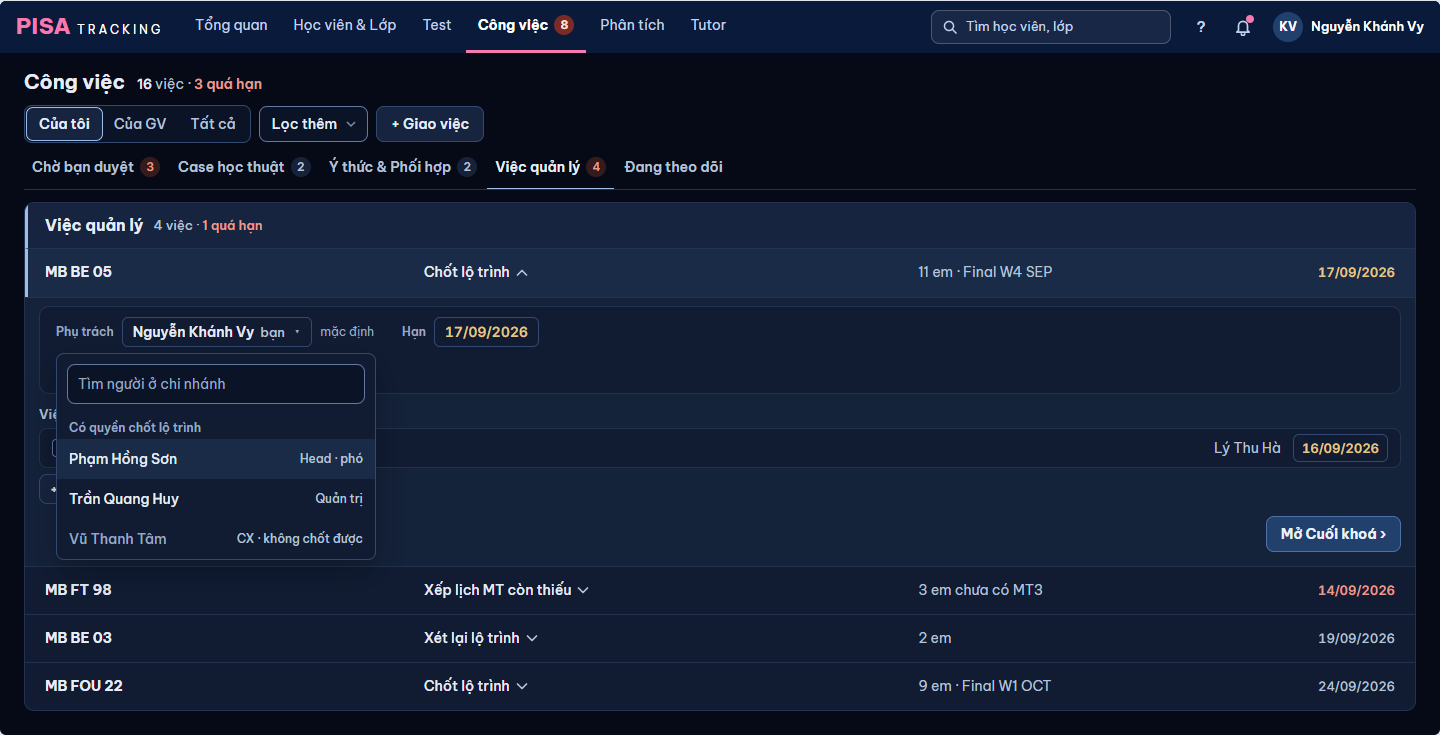 PISA TRACKING Tổng quan Học viên & Lớp Test Công việc 8 Phân tích Tutor Tìm học viên, lớp ? KV Nguyễn Khánh Vy
Công việc 16 việc · 3 quá hạn
Của tôi Của GV Tất cả Lọc thêm + Giao việc
Chờ bạn duyệt 3 Case học thuật 2 Ý thức & Phối hợp 2 Việc quản lý 4 Đang theo dõi
Việc quản lý 4 việc · 1 quá hạn
MB BE 05 Chốt lộ trình 11 em · Final W4 SEP 17/09/2026
Phụ trách Nguyễn Khánh Vy bạn · mặc định Hạn 17/09/2026
Tìm người ở chi nhánh
Có quyền chốt lộ trình
Phạm Hồng Sơn Head · phó
Lý Thu Hà 16/09/2026
Trần Quang Huy Quản trị
Vũ Thanh Tâm CX · không chốt được
Mở Cuối khoá ›
MB FT 98 Xếp lịch MT còn thiếu 3 em chưa có MT3 14/09/2026
MB BE 03 Xét lại lộ trình 2 em 19/09/2026
MB FOU 22 Chốt lộ trình 9 em · Final W1 OCT 24/09/2026